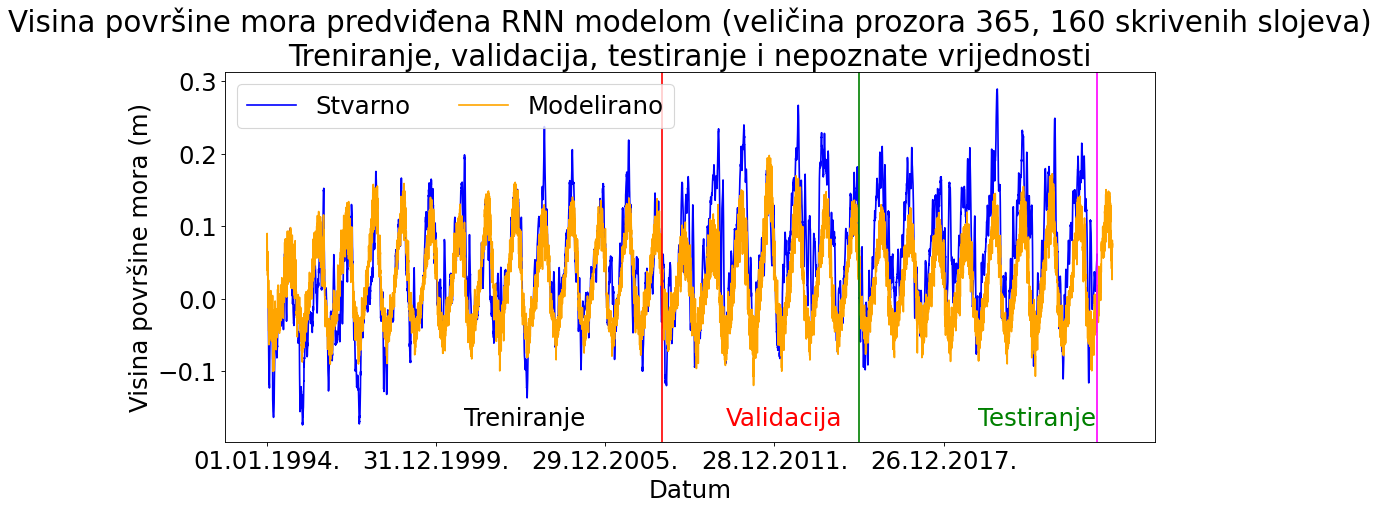 Visina površine mora predviđena RNN modelom (veličina prozora 365, 160 skrivenih slojeva)
Treniranje, validacija, testiranje i nepoznate vrijednosti
Stvarno Modelirano
Visina površine mora (m)
0.3
0.2
0.1
0.0
−0.1
Treniranje Validacija Testiranje
01.01.1994. 31.12.1999. 29.12.2005. 28.12.2011. 26.12.2017.
Datum